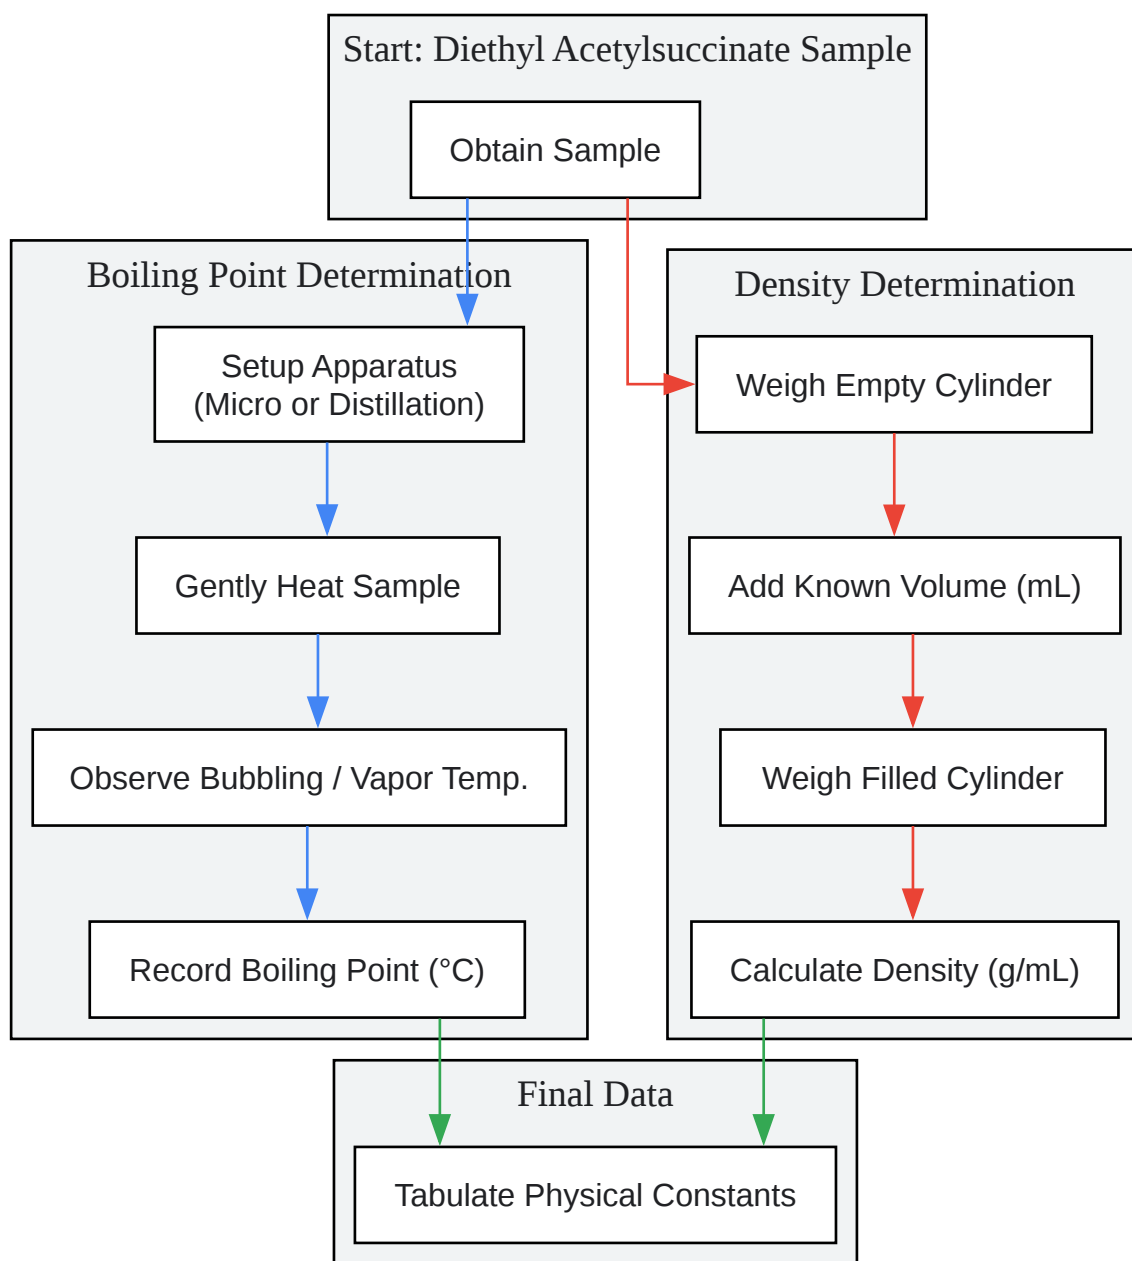 Start: Diethyl Acetylsuccinate Sample
Obtain Sample
Boiling Point Determination
Setup Apparatus
(Micro or Distillation)
Gently Heat Sample
Observe Bubbling / Vapor Temp.
Record Boiling Point (°C)
Density Determination
Weigh Empty Cylinder
Add Known Volume (mL)
Weigh Filled Cylinder
Calculate Density (g/mL)
Final Data
Tabulate Physical Constants